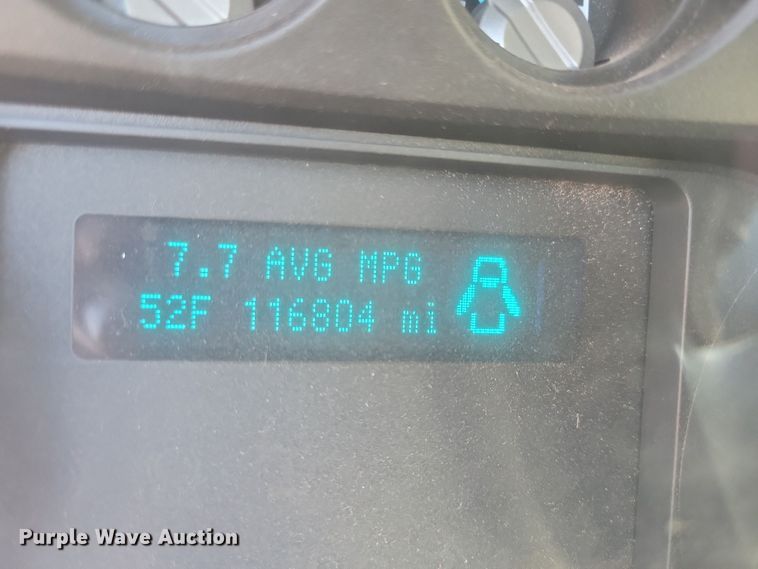 7.7 AVG MPG
52F 116804 mi
Purple Wave Auction